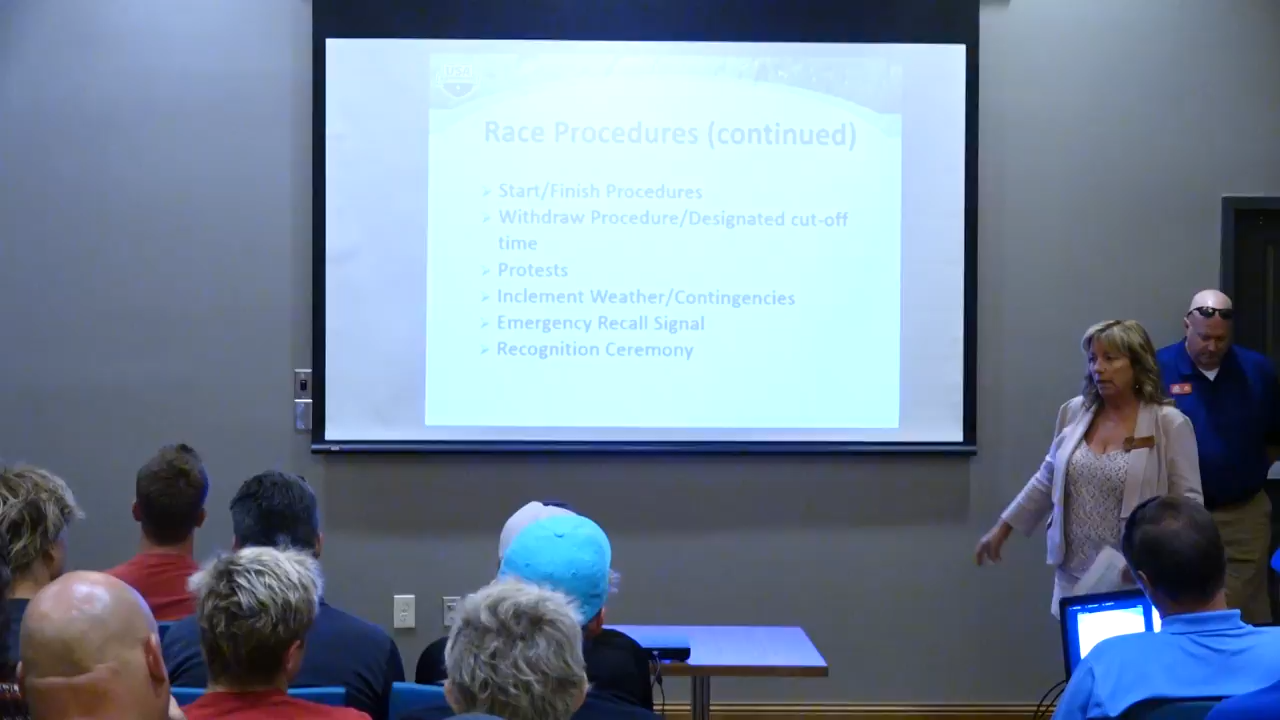 USA
Race Procedures (continued)
Start/Finish Procedures
Withdraw Procedure/Designated cut-off
time
Protests
Inclement Weather/Contingencies
Emergency Recall Signal
Recognition Ceremony